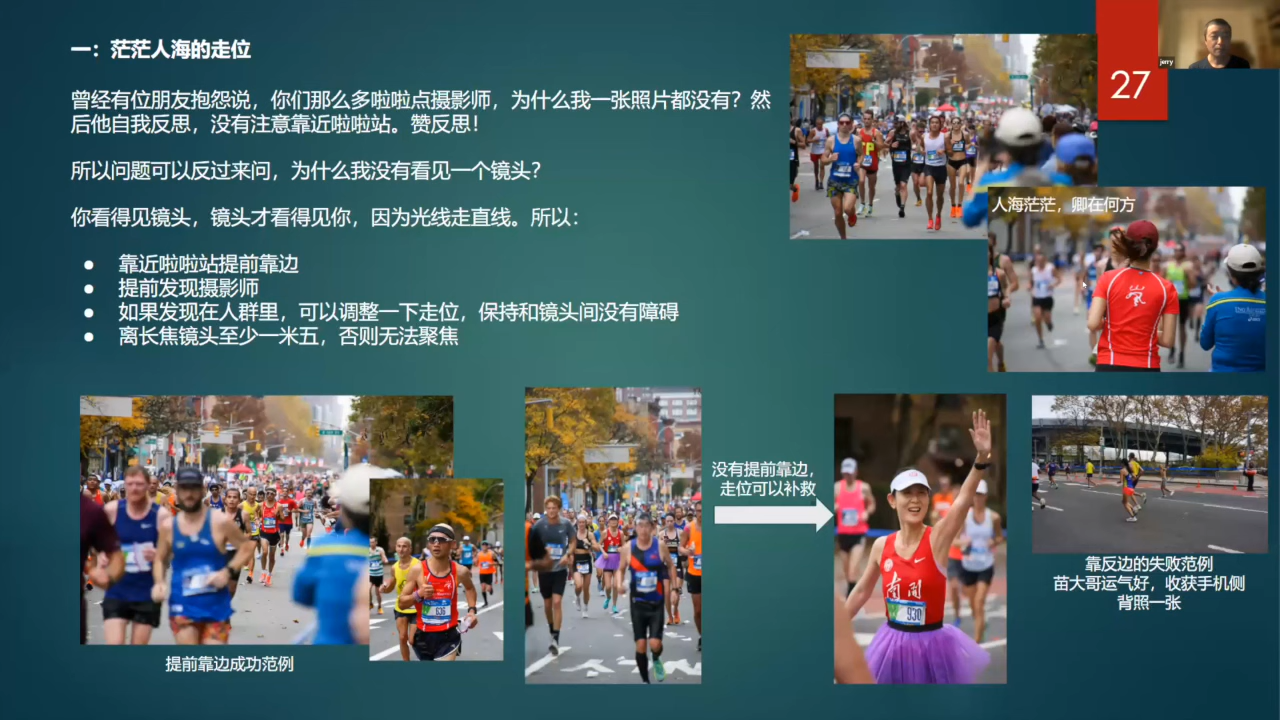 一：茫茫人海的走位
27
jerry
曾经有位朋友抱怨说，你们那么多啦啦点摄影师，为什么我一张照片都没有？然
后他自我反思，没有注意靠近啦啦站。赞反思！
所以问题可以反过来问，为什么我没有看见一个镜头？
你看得见镜头，镜头才看得见你，因为光线走直线。所以：
● 靠近啦啦站提前靠边
● 提前发现摄影师
● 如果发现在人群里，可以调整一下走位，保持和镜头间没有障碍
● 离长焦镜头至少一米五，否则无法聚焦
人海茫茫，卿在何方
提前靠边成功范例
没有提前靠边，
走位可以补救
南开
930
靠反边的失败范例
苗大哥运气好，收获手机侧
背照一张